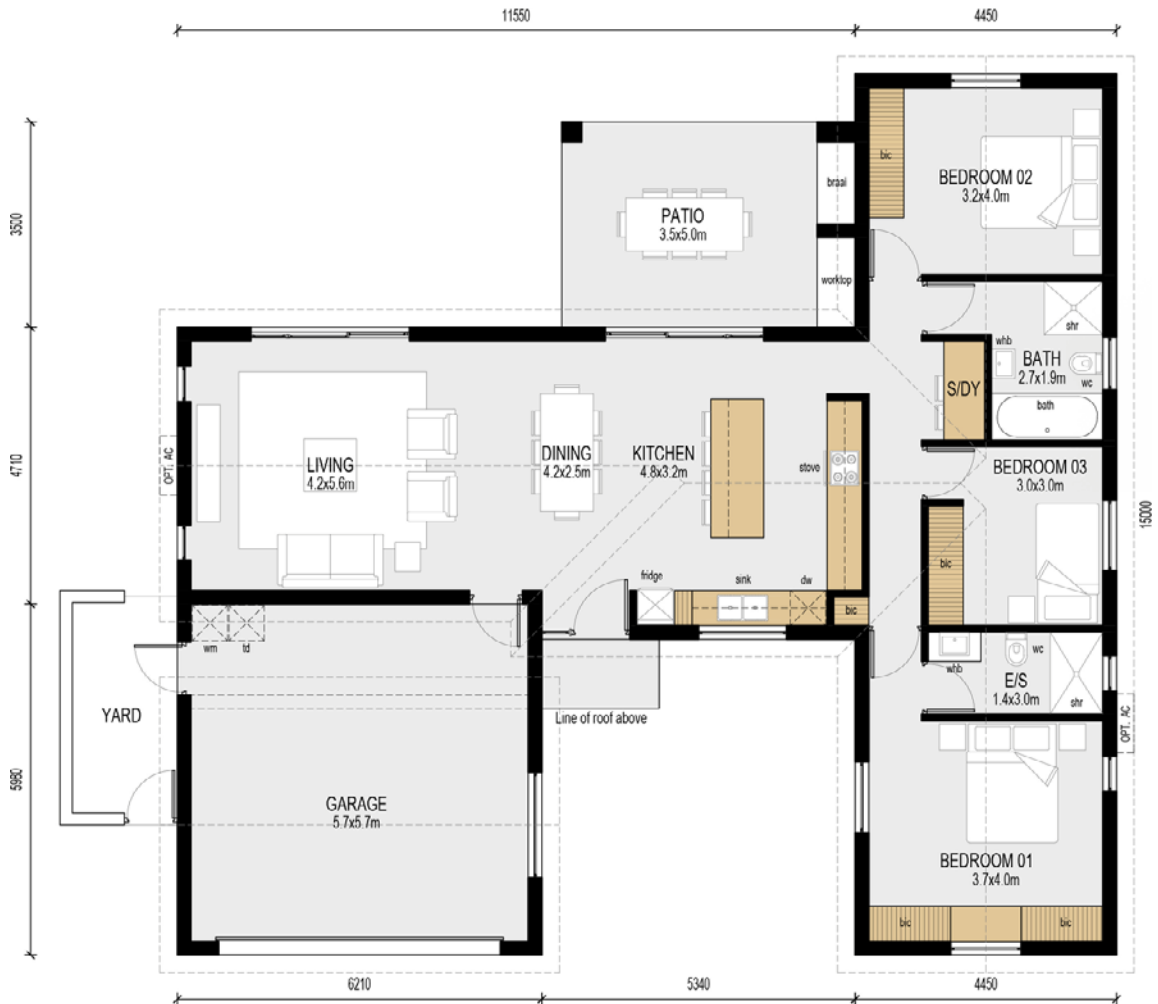 11550
4450
bic
BEDROOM 02
3.2x4.0m
braai
PATIO
3.5x5.0m
3500
worktop
shr
whb
BATH
2.7x1.9m
wc
S/DY
bath
OPT. AC
LIVING
4.2x5.6m
DINING
4.2x2.5m
KITCHEN
4.8x3.2m
stove
BEDROOM 03
3.0x3.0m
4710
15000
bic
fridge
sink
dw
bic
wm
td
whb
wc
E/S
1.4x3.0m
shr
YARD
Line of roof above
OPT. AC
5980
GARAGE
5.7x5.7m
BEDROOM 01
3.7x4.0m
bic
bic
6210
5340
4450